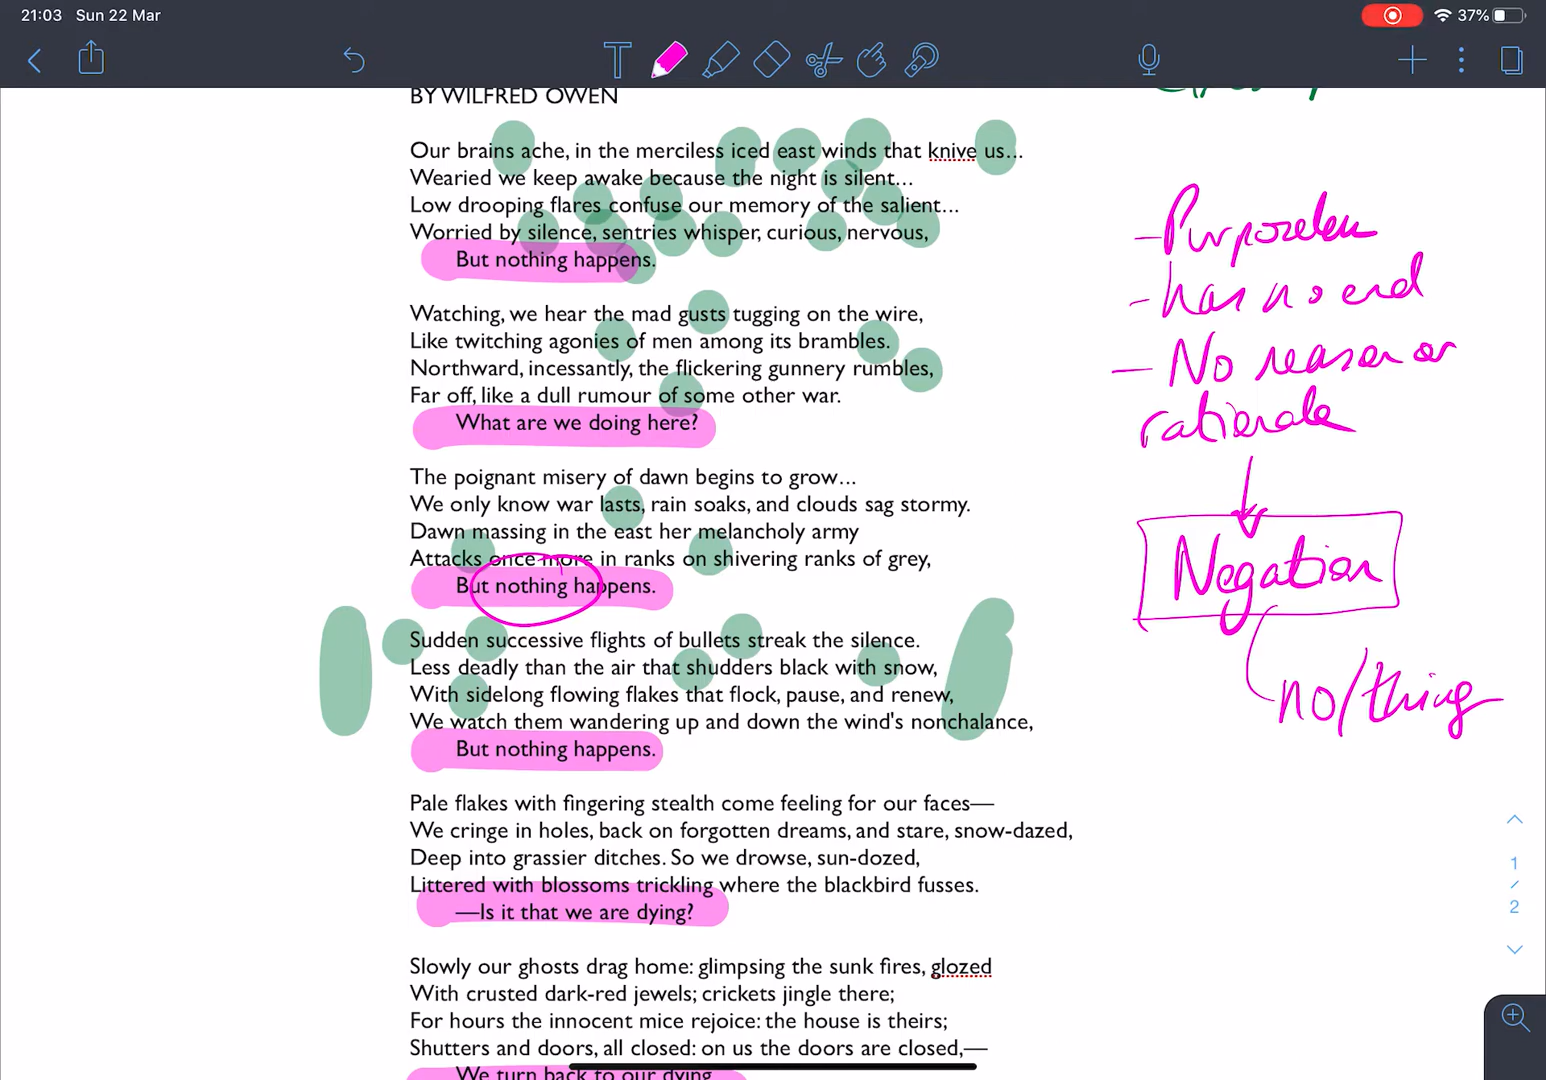 21:03 Sun 22 Mar
37%
BY WILFRED OWEN
Our brains ache, in the merciless iced east winds that knive us...
Wearied we keep awake because the night is silent...
Low drooping flares confuse our memory of the salient...
Worried by silence, sentries whisper, curious, nervous,
But nothing happens.
Watching, we hear the mad gusts tugging on the wire,
Like twitching agonies of men among its brambles.
Northward, incessantly, the flickering gunnery rumbles,
Far off, like a dull rumour of some other war.
What are we doing here?
The poignant misery of dawn begins to grow...
We only know war lasts, rain soaks, and clouds sag stormy.
Dawn massing in the east her melancholy army
Attacks once more in ranks on shivering ranks of grey,
But nothing happens.
Sudden successive flights of bullets streak the silence.
Less deadly than the air that shudders black with snow,
With sidelong flowing flakes that flock, pause, and renew,
We watch them wandering up and down the wind's nonchalance,
But nothing happens.
Pale flakes with fingering stealth come feeling for our faces—
We cringe in holes, back on forgotten dreams, and stare, snow-dazed,
Deep into grassier ditches. So we drowse, sun-dozed,
Littered with blossoms trickling where the blackbird fusses.
—Is it that we are dying?
Slowly our ghosts drag home: glimpsing the sunk fires, glozed
With crusted dark-red jewels; crickets jingle there;
For hours the innocent mice rejoice: the house is theirs;
Shutters and doors, all closed: on us the doors are closed,—
We turn back to our dying.
- Purposeless
- has no end
- No reason or
rationale
Negation
no/thing
1
/
2